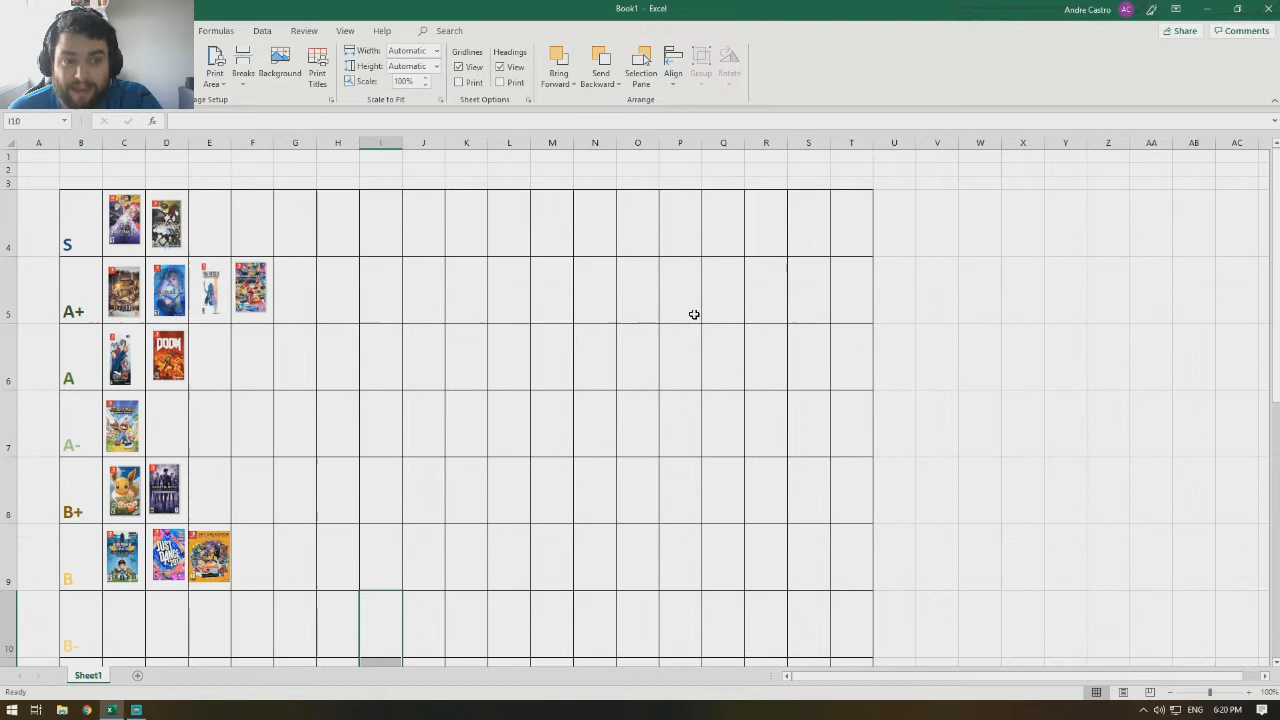 Book1 - Excel
Andre Castro AC
Formulas Data Review View Help Search
Share Comments
Print Area Breaks Background Print Titles
Width: Automatic
Height: Automatic
Scale: 100%
Gridlines Headings
View View
Print Print
Bring Forward Send Backward Selection Pane Align Group Rotate
Scale to Fit Sheet Options Arrange
I10 fx
A B C D E F G H I J K L M N O P Q R S T U V W X Y Z AA AB AC
1
2
3
4 S
5 A+
6 A
DOOM
7 A-
8 B+
9 B
JUST DANCE
10 B-
Sheet1
Ready 100%
ENG 6:20 PM